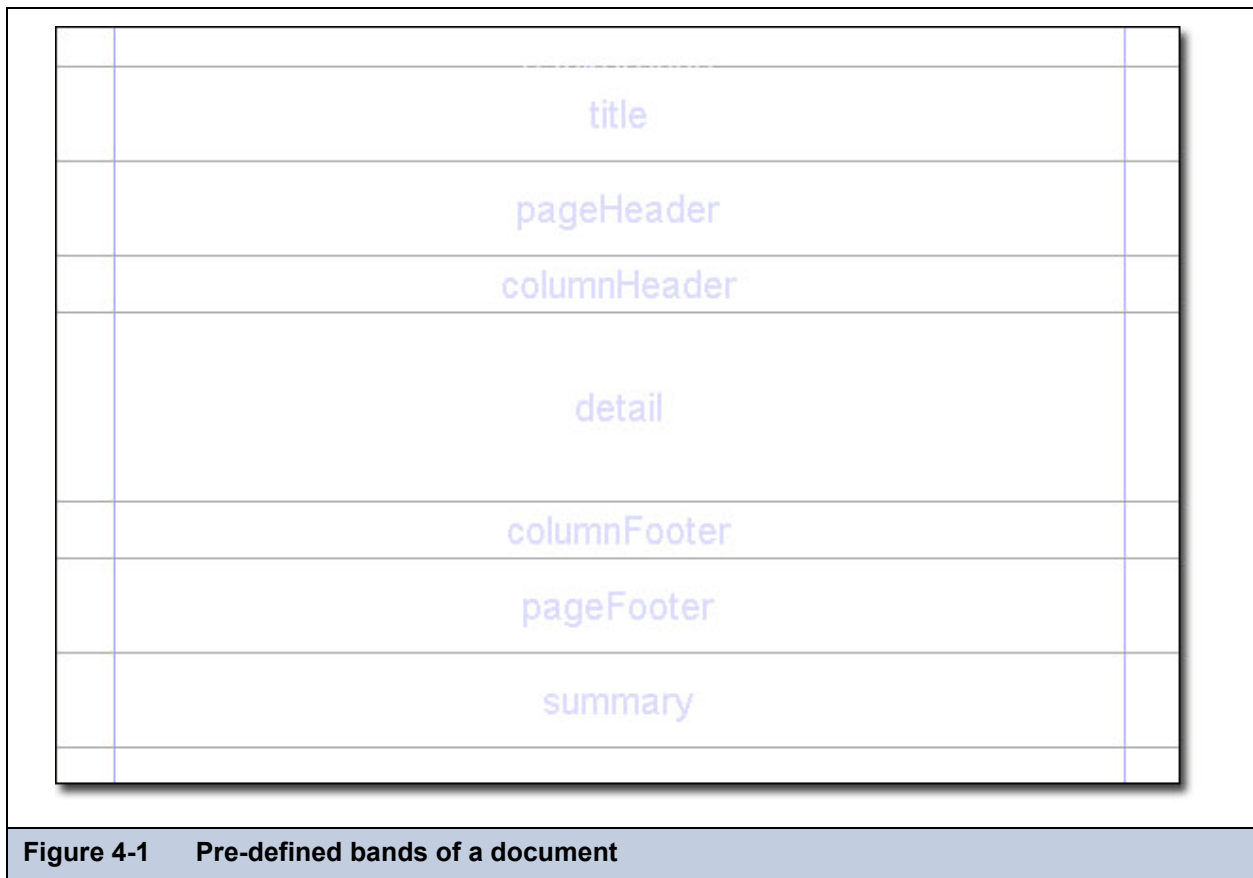 title
pageHeader
columnHeader
detail
columnFooter
pageFooter
summary
Figure 4-1 Pre-defined bands of a document